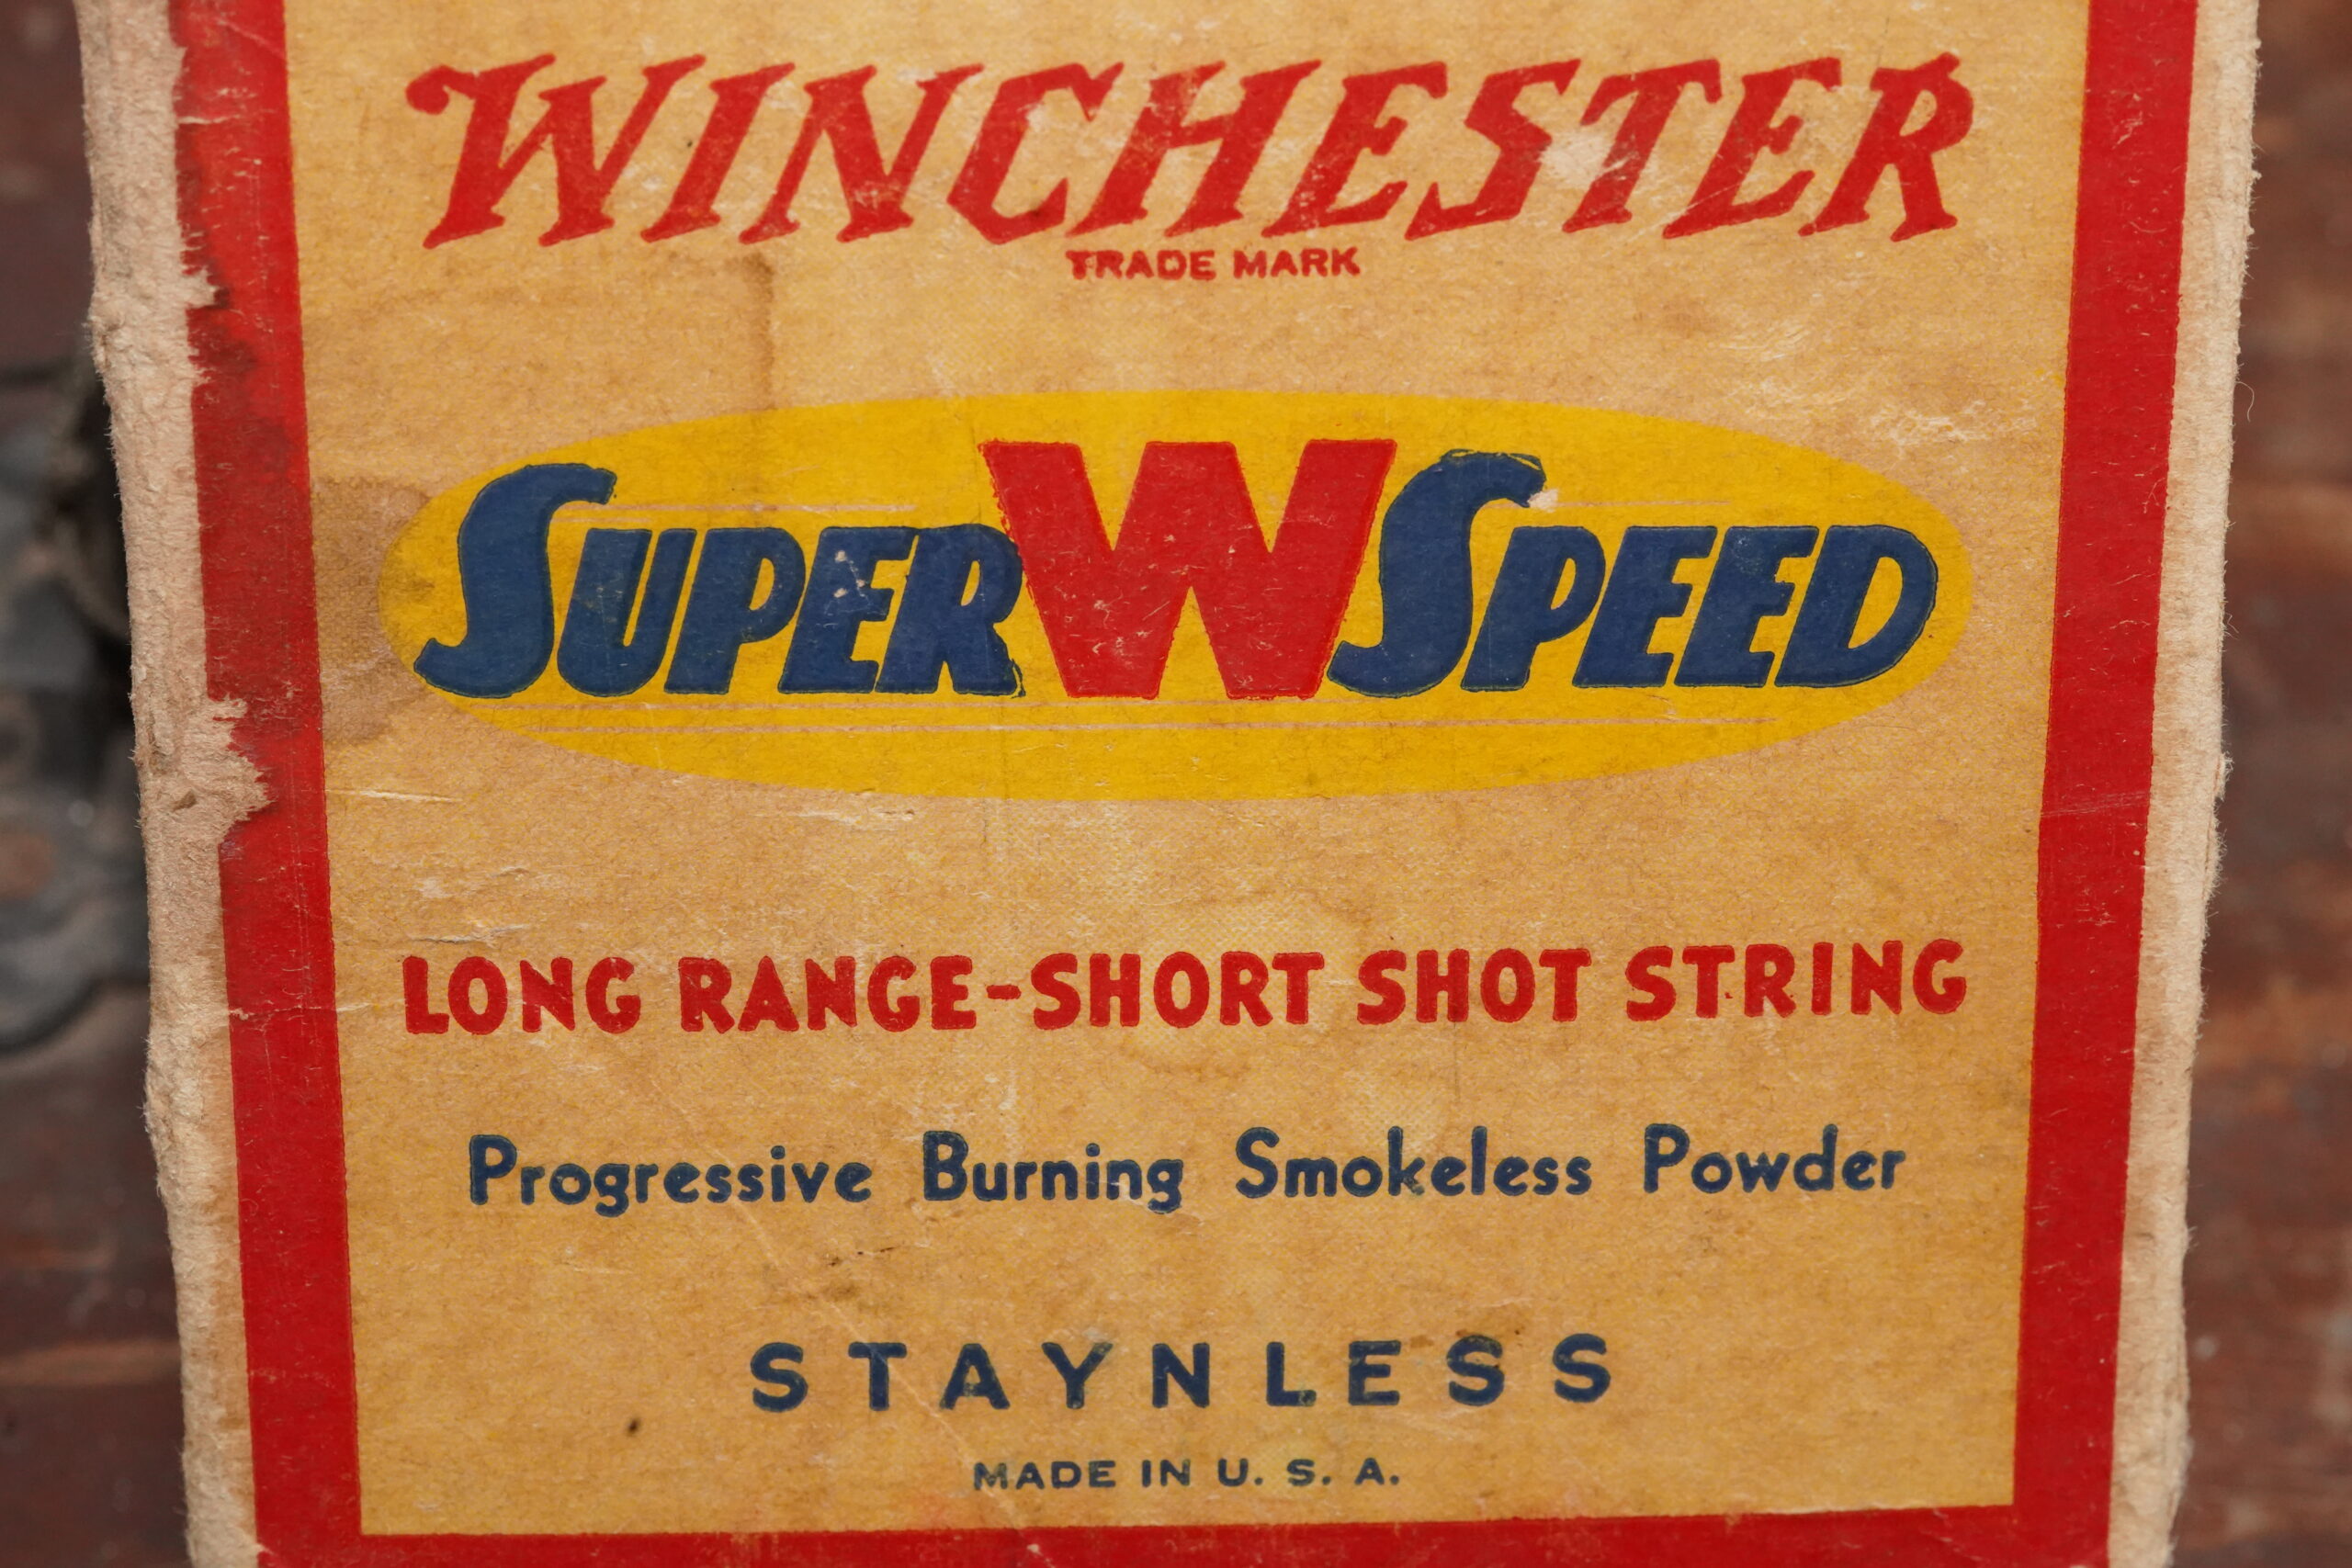 WINCHESTER
TRADE MARK
SUPER W SPEED
LONG RANGE-SHORT SHOT STRING
Progressive Burning Smokeless Powder
STAYNLESS
MADE IN U. S. A.